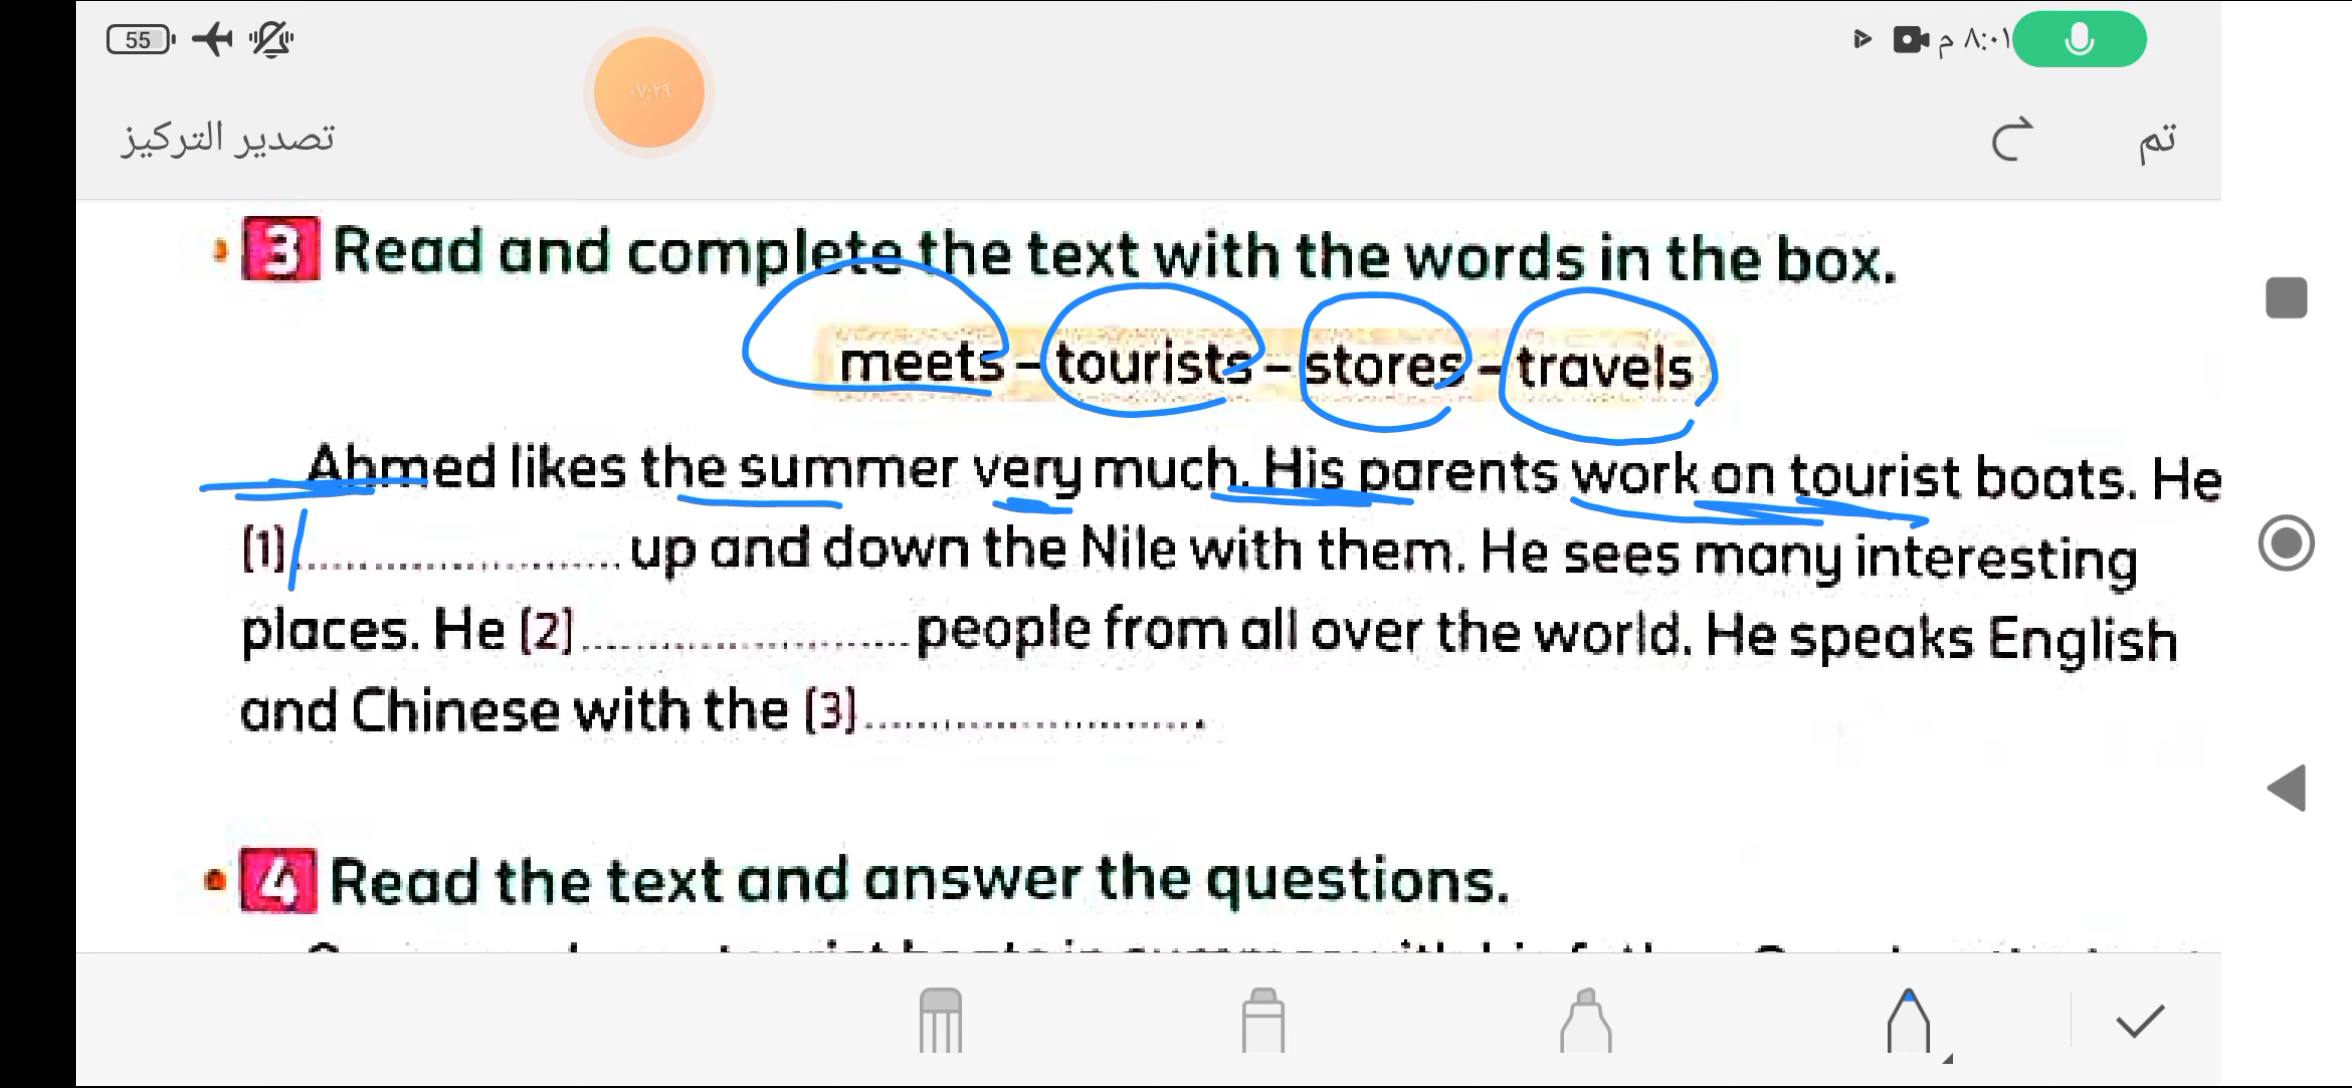 55
م ٨:٠١
٠٧:٢٩
تصدير التركيز
تم
3 Read and complete the text with the words in the box.
meets – tourists – stores – travels
Ahmed likes the summer very much. His parents work on tourist boats. He
(1) ........................ up and down the Nile with them. He sees many interesting
places. He (2) ........................ people from all over the world. He speaks English
and Chinese with the (3) ........................ .
4 Read the text and answer the questions.